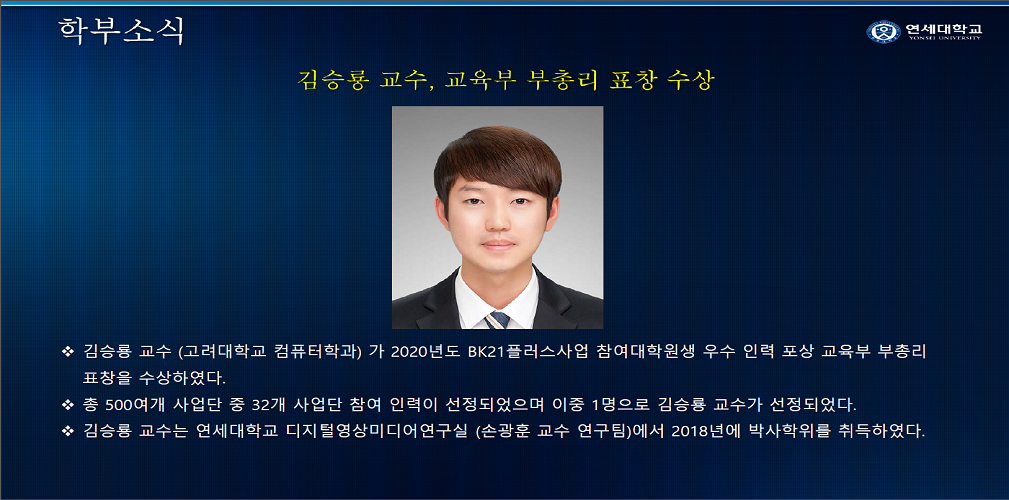 학부소식
연세대학교
YONSEI UNIVERSITY
김승룡 교수, 교육부 부총리 표창 수상
❖ 김승룡 교수 (고려대학교 컴퓨터학과) 가 2020년도 BK21플러스사업 참여대학원생 우수 인력 포상 교육부 부총리
표창을 수상하였다.
❖ 총 500여개 사업단 중 32개 사업단 참여 인력이 선정되었으며 이중 1명으로 김승룡 교수가 선정되었다.
❖ 김승룡 교수는 연세대학교 디지털영상미디어연구실 (손광훈 교수 연구팀)에서 2018년에 박사학위를 취득하였다.